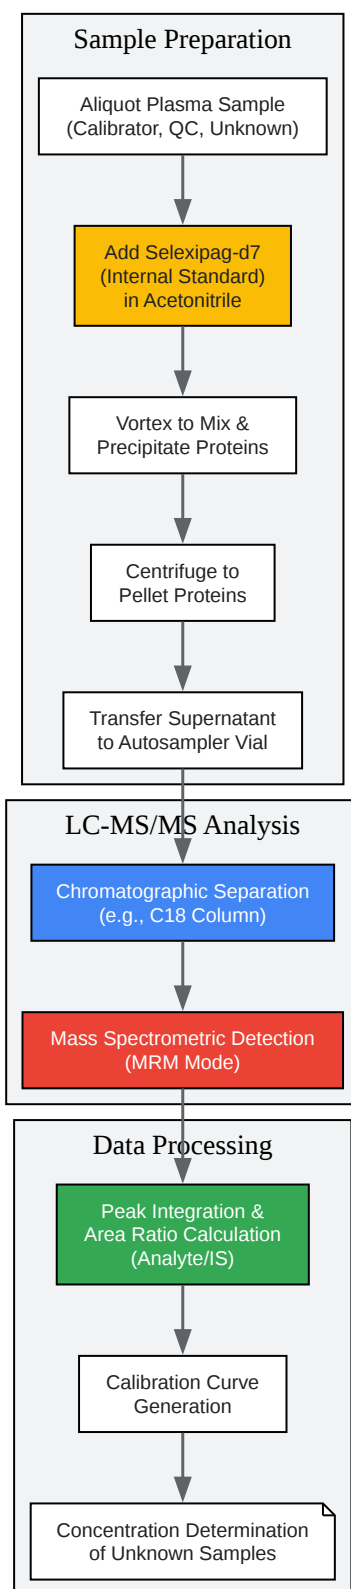 Sample Preparation
Aliquot Plasma Sample
(Calibrator, QC, Unknown)
Add Selexipag-d7
(Internal Standard)
in Acetonitrile
Vortex to Mix &
Precipitate Proteins
Centrifuge to
Pellet Proteins
Transfer Supernatant
to Autosampler Vial
LC-MS/MS Analysis
Chromatographic Separation
(e.g., C18 Column)
Mass Spectrometric Detection
(MRM Mode)
Data Processing
Peak Integration &
Area Ratio Calculation
(Analyte/IS)
Calibration Curve
Generation
Concentration Determination
of Unknown Samples